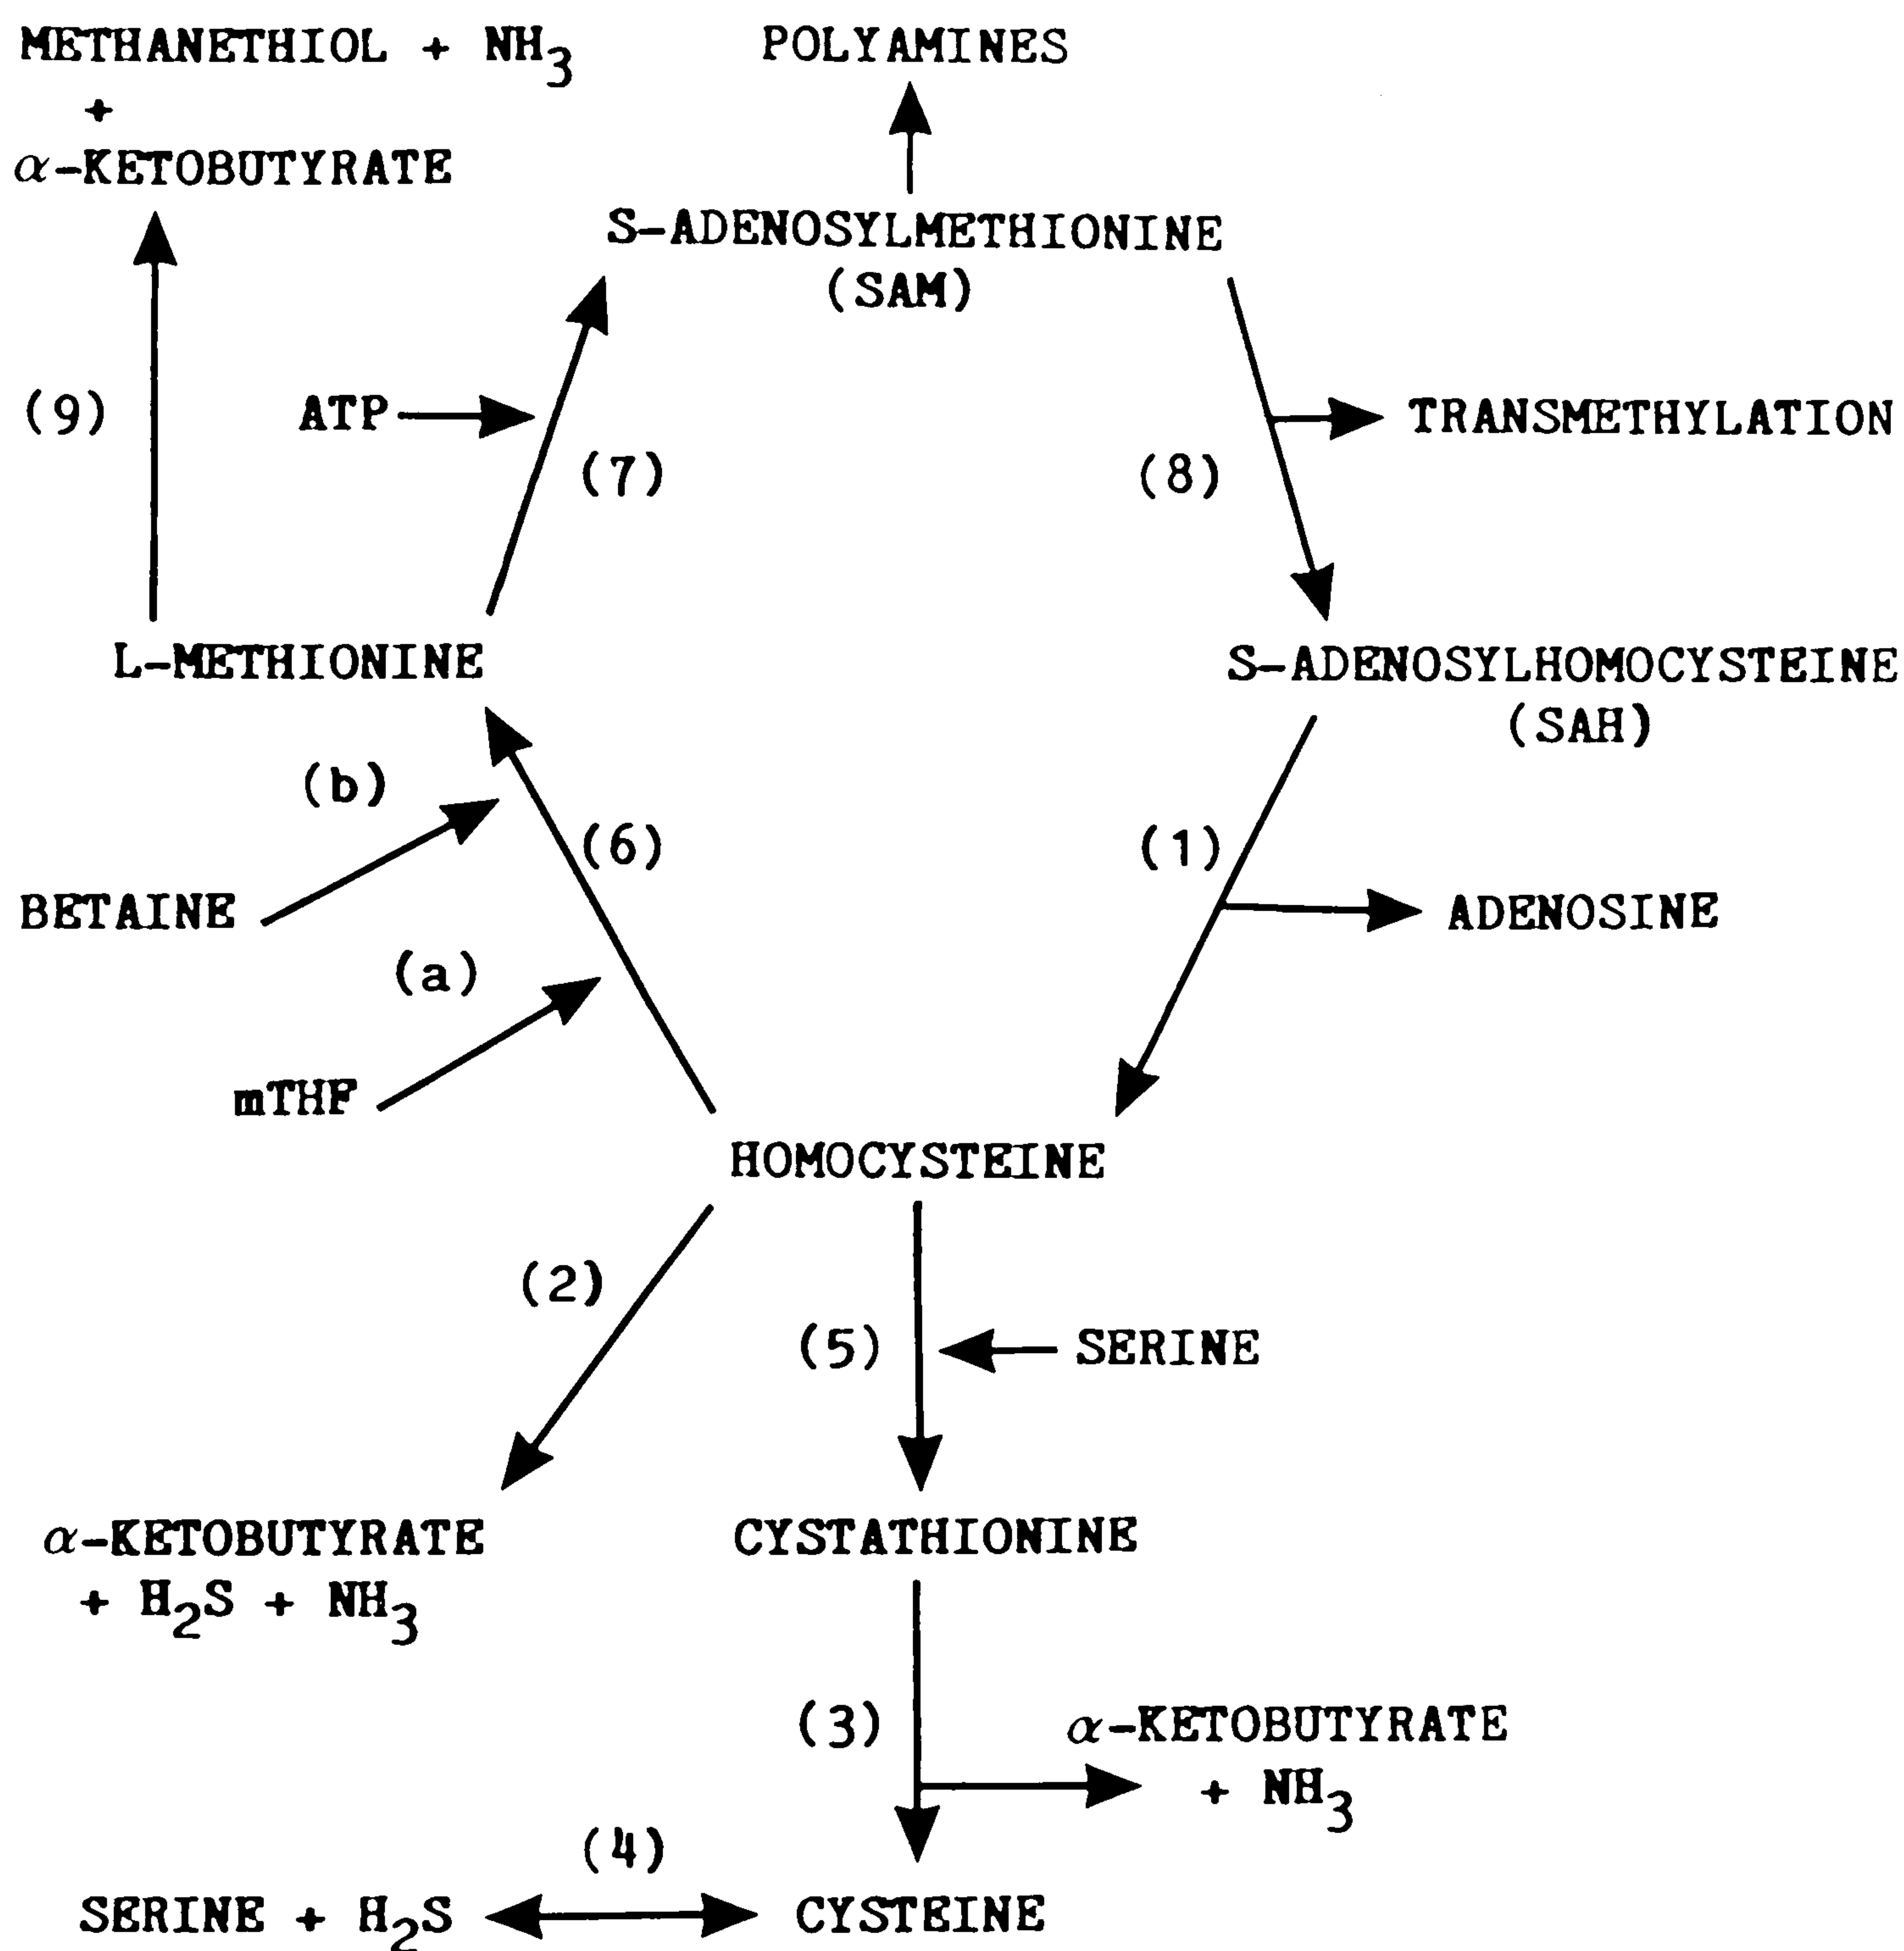 METHANETHIOL + NH3
+
α-KETOBUTYRATE
POLYAMINES
S-ADENOSYLMETHIONINE
(SAM)
(9)
ATP
(7)
(8)
TRANSMETHYLATION
L-METHIONINE
S-ADENOSYLHOMOCYSTEINE
(SAH)
(b)
BETAINE
(6)
(1)
ADENOSINE
(a)
mTHF
HOMOCYSTEINE
(2)
(5)
SERINE
α-KETOBUTYRATE
+ H2S + NH3
CYSTATHIONINE
(3)
α-KETOBUTYRATE
+ NH3
(4)
SERINE + H2S
CYSTEINE